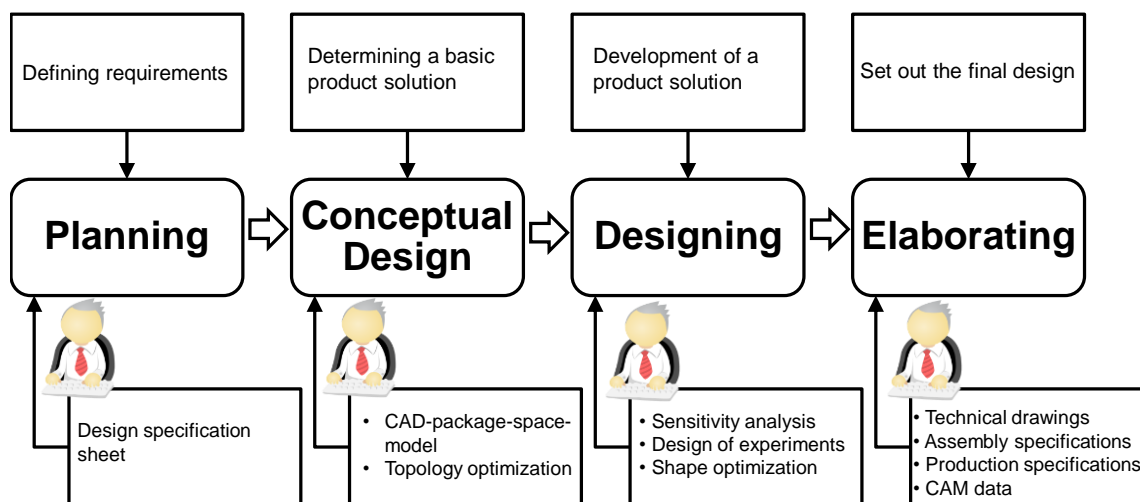 Defining requirements
Determining a basic
product solution
Development of a
product solution
Set out the final design
Planning
Conceptual
Design
Designing
Elaborating
Design specification
sheet
• CAD-package-space-
model
• Topology optimization
• Sensitivity analysis
• Design of experiments
• Shape optimization
• Technical drawings
• Assembly specifications
• Production specifications
• CAM data